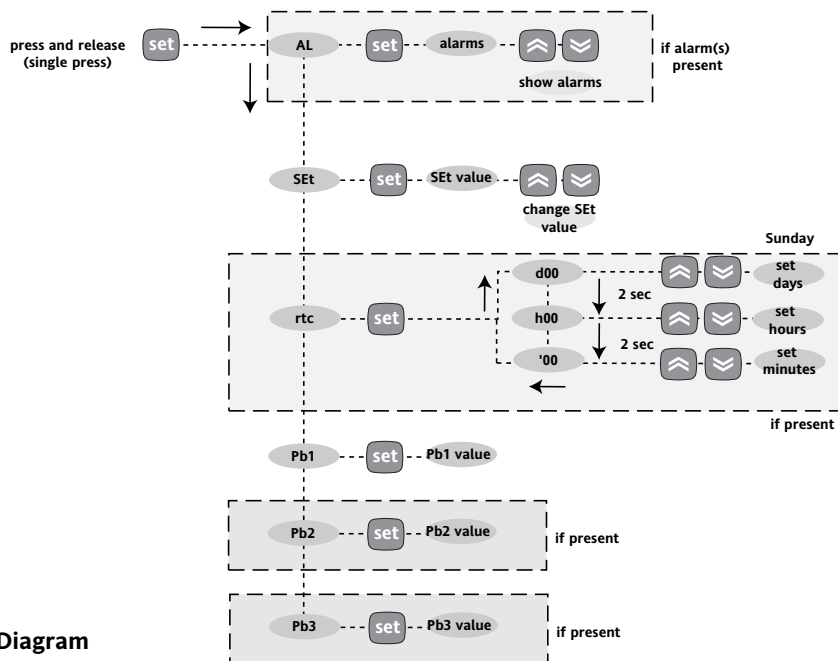 press and release
(single press)
set
AL
set
alarms
show alarms
if alarm(s)
present
SEt
set
SEt value
change SEt
value
Sunday
rtc
set
d00
2 sec
set
days
h00
2 sec
set
hours
'00
set
minutes
if present
Pb1
set
Pb1 value
Pb2
set
Pb2 value
if present
Pb3
set
Pb3 value
if present
Diagram